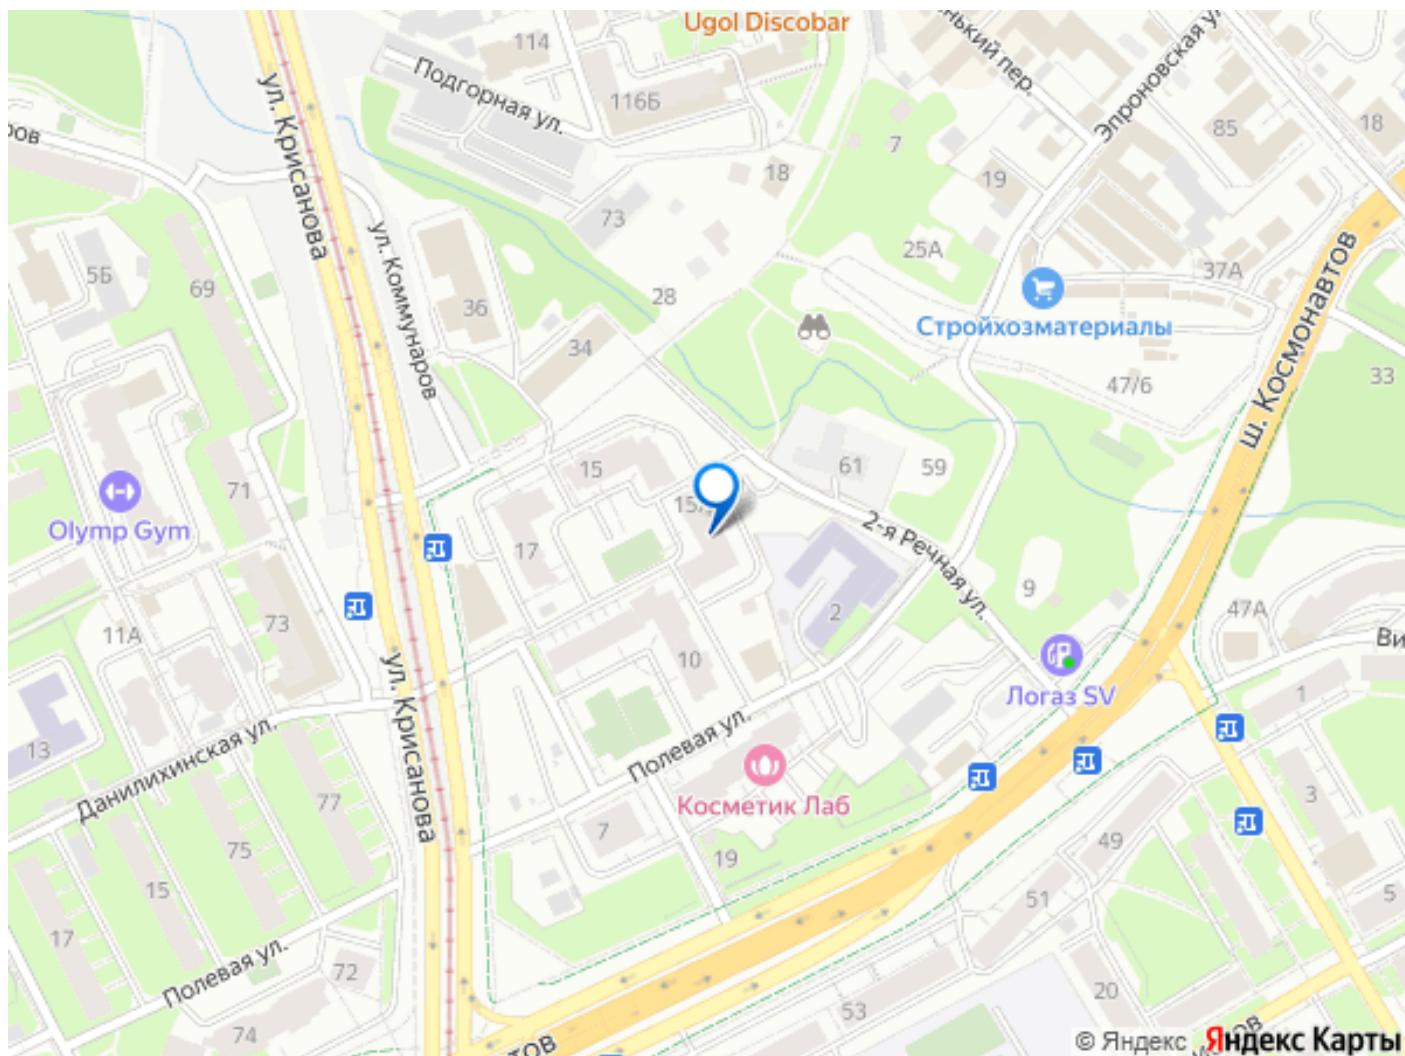 Ugol Discobar
114
Подгорная ул.
116Б
ул. Крисанова
Эпроновская
85
18
7
18
19
73
ул. Коммунаров
25А
5Б
69
28
36
37А
Стройхозматериалы
34
ш. Космонавтов
33
47/6
15
61
59
71
15А
Olymp Gym
17
2-я Речная ул.
9
2
47А
73
11А
10
ул. Крисанова
Логаз SV
1
13
Данилихинская ул.
Полевая ул.
77
Косметик Лаб
3
7
75
19
49
15
51
5
17
Полевая ул.
72
20
53
74
© Яндекс Яндекс Карты